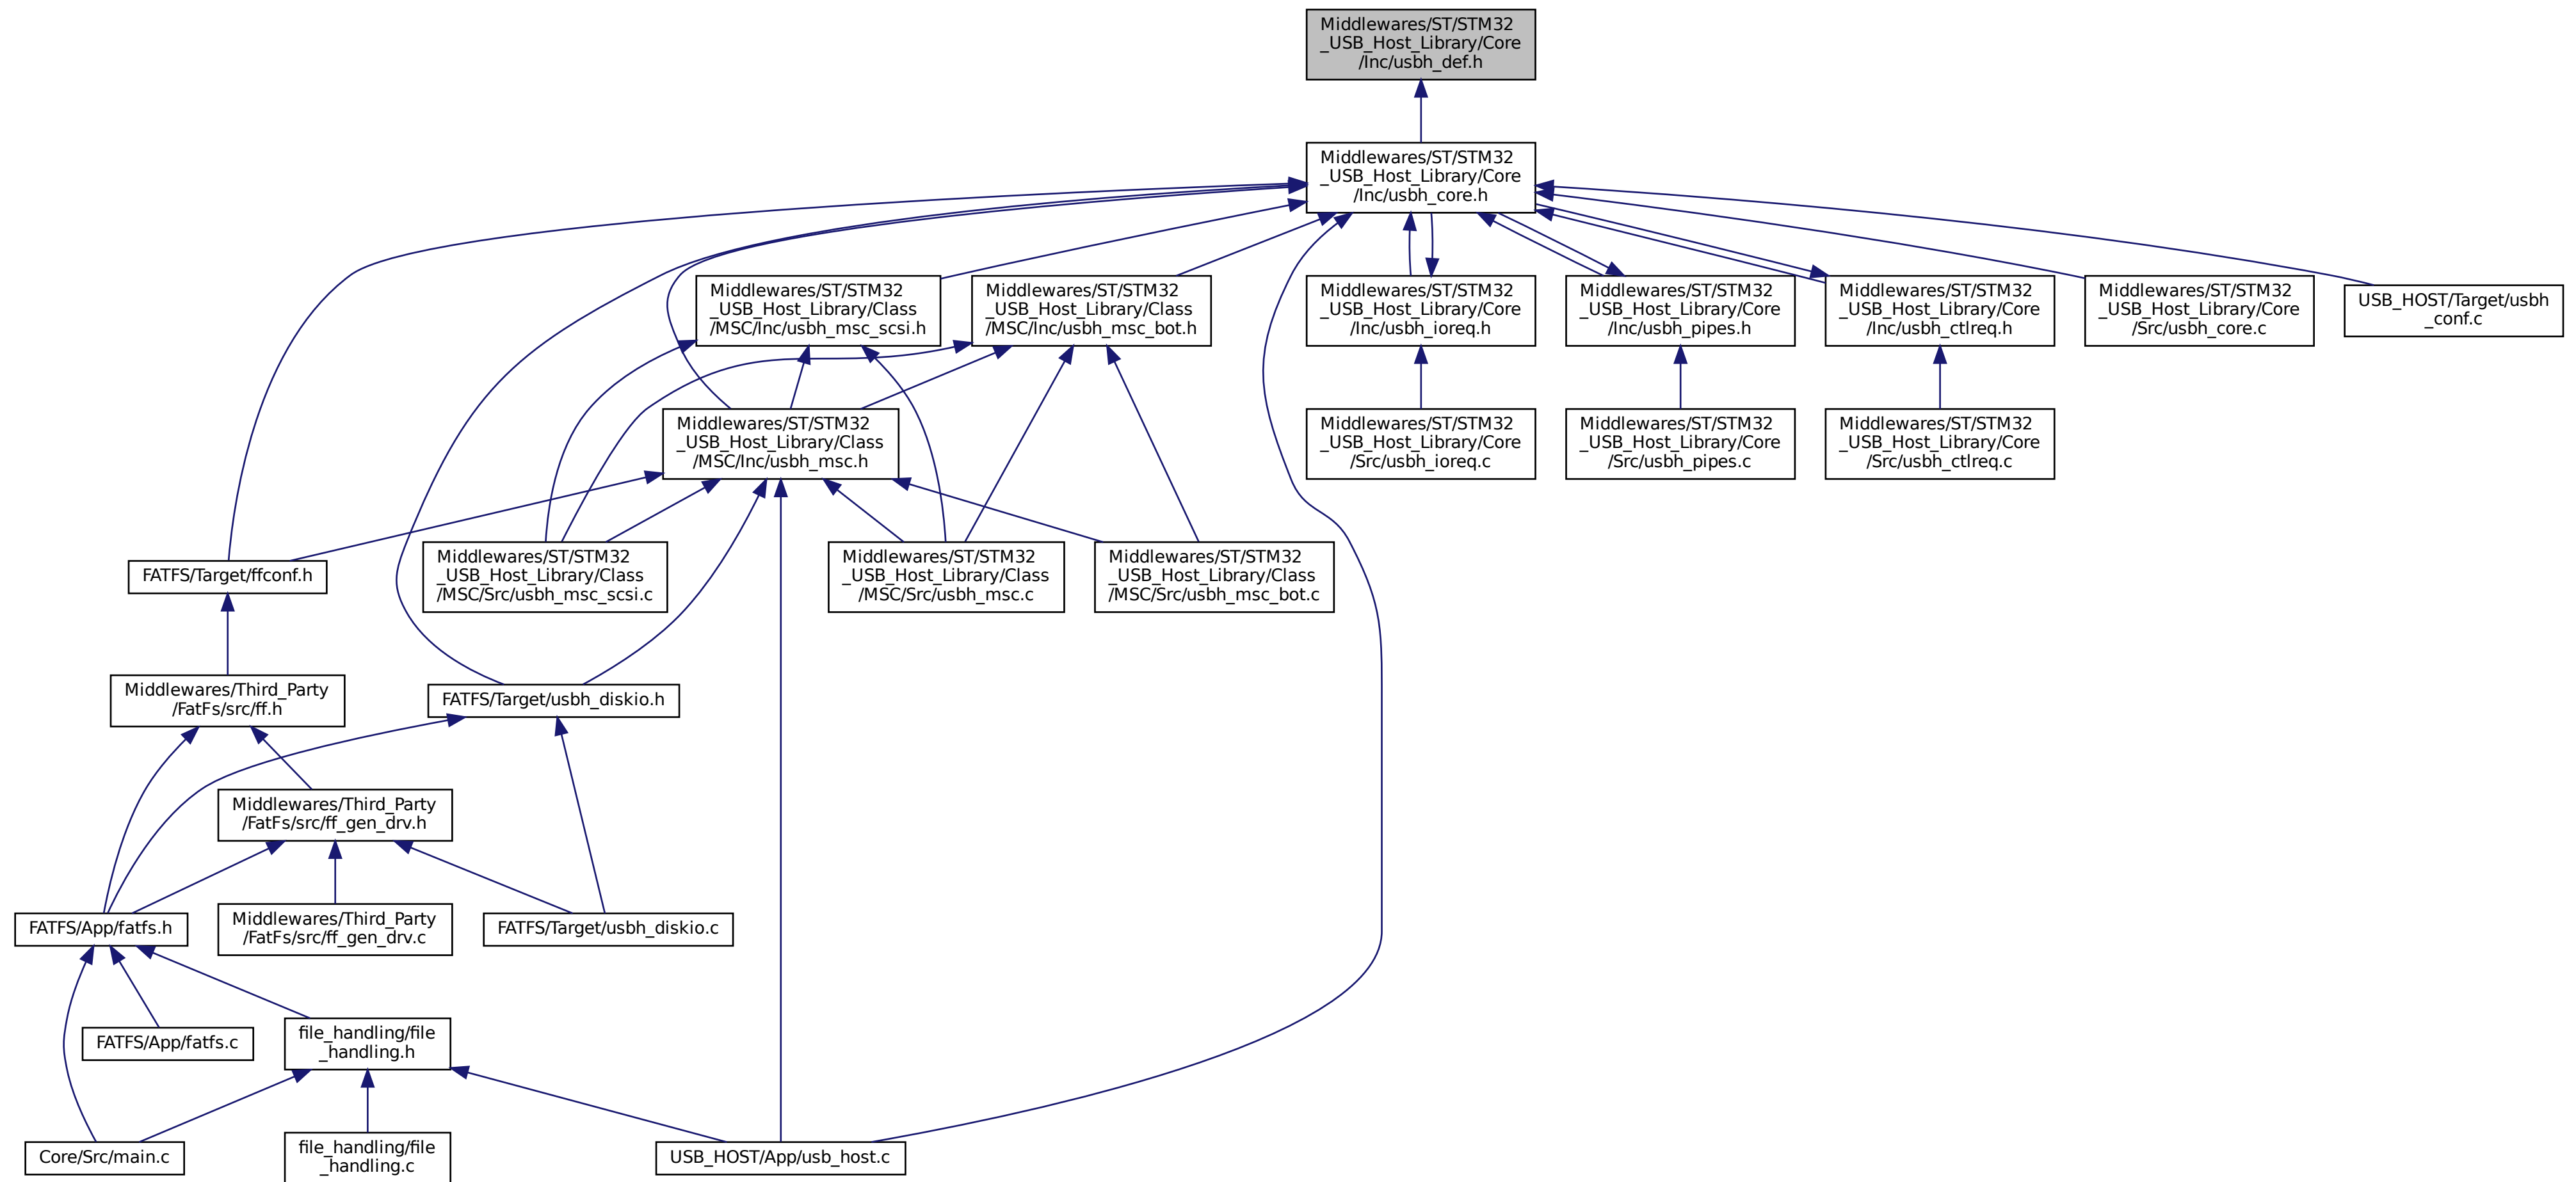 Middlewares/ST/STM32
_USB_Host_Library/Core
/Inc/usbh_def.h
Middlewares/ST/STM32
_USB_Host_Library/Core
/Inc/usbh_core.h
Middlewares/ST/STM32
_USB_Host_Library/Class
/MSC/Inc/usbh_msc_scsi.h
Middlewares/ST/STM32
_USB_Host_Library/Class
/MSC/Inc/usbh_msc_bot.h
Middlewares/ST/STM32
_USB_Host_Library/Core
/Inc/usbh_ioreq.h
Middlewares/ST/STM32
_USB_Host_Library/Core
/Inc/usbh_pipes.h
Middlewares/ST/STM32
_USB_Host_Library/Core
/Inc/usbh_ctlreq.h
Middlewares/ST/STM32
_USB_Host_Library/Core
/Src/usbh_core.c
USB_HOST/Target/usbh
_conf.c
Middlewares/ST/STM32
_USB_Host_Library/Class
/MSC/Inc/usbh_msc.h
Middlewares/ST/STM32
_USB_Host_Library/Core
/Src/usbh_ioreq.c
Middlewares/ST/STM32
_USB_Host_Library/Core
/Src/usbh_pipes.c
Middlewares/ST/STM32
_USB_Host_Library/Core
/Src/usbh_ctlreq.c
FATFS/Target/ffconf.h
Middlewares/ST/STM32
_USB_Host_Library/Class
/MSC/Src/usbh_msc_scsi.c
Middlewares/ST/STM32
_USB_Host_Library/Class
/MSC/Src/usbh_msc.c
Middlewares/ST/STM32
_USB_Host_Library/Class
/MSC/Src/usbh_msc_bot.c
Middlewares/Third_Party
/FatFs/src/ff.h
FATFS/Target/usbh_diskio.h
Middlewares/Third_Party
/FatFs/src/ff_gen_drv.h
FATFS/App/fatfs.h
Middlewares/Third_Party
/FatFs/src/ff_gen_drv.c
FATFS/Target/usbh_diskio.c
FATFS/App/fatfs.c
file_handling/file
_handling.h
Core/Src/main.c
file_handling/file
_handling.c
USB_HOST/App/usb_host.c